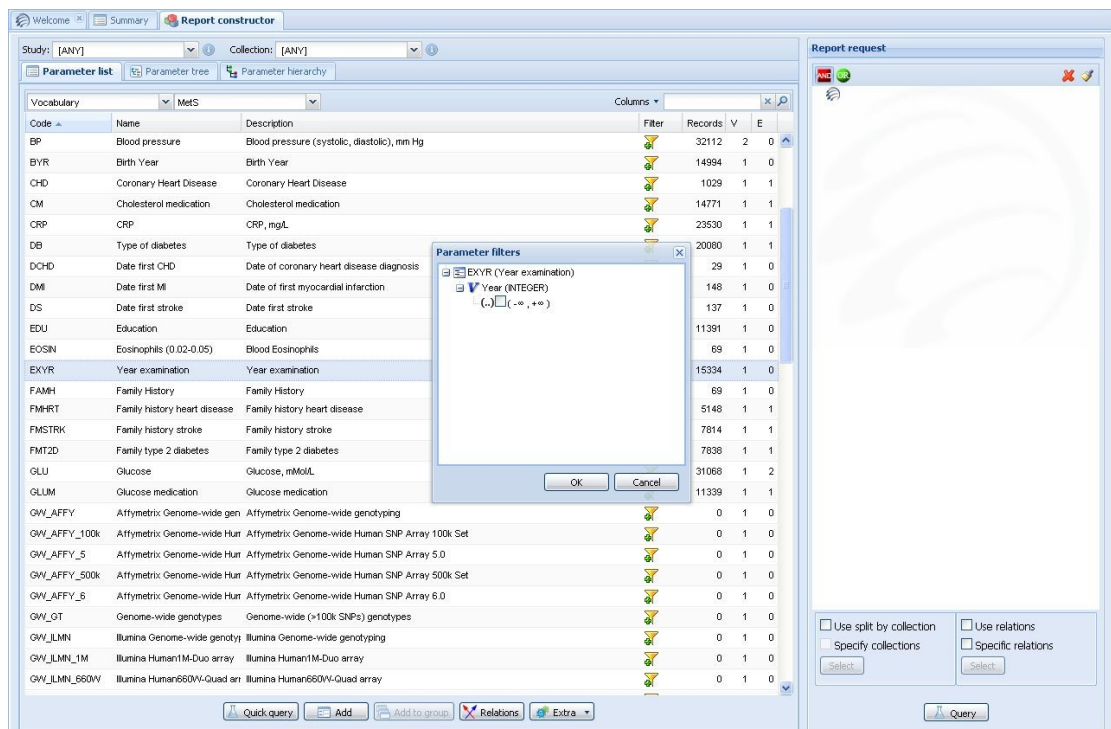 Welcome Summary Report constructor
Study: [ANY] Collection: [ANY]
Parameter list Parameter tree Parameter hierarchy
Vocabulary MetS Columns
Code Name Description Filter Records V E
BP Blood pressure Blood pressure (systolic, diastolic), mm Hg 32112 2 0
BYR Birth Year Birth Year 14994 1 0
CHD Coronary Heart Disease Coronary Heart Disease 1029 1 1
CM Cholesterol medication Cholesterol medication 14771 1 1
CRP CRP CRP, mg/L 23530 1 1
DB Type of diabetes Type of diabetes 20080 1 1
DCHD Date first CHD Date of coronary heart disease diagnosis 29 1 0
DMI Date first MI Date of first myocardial infarction 148 1 0
DS Date first stroke Date first stroke 137 1 0
EDU Education Education 11391 1 0
EOSIN Eosinophils (0.02-0.05) Blood Eosinophils 69 1 0
EXYR Year examination Year examination 15334 1 0
FAMH Family History Family History 69 1 0
FMHRT Family history heart disease Family history heart disease 5148 1 1
FMSTRK Family history stroke Family history stroke 7814 1 1
FMT2D Family type 2 diabetes Family type 2 diabetes 7838 1 1
GLU Glucose Glucose, mMol/L 31068 1 2
GLUM Glucose medication Glucose medication 11339 1 1
GW_AFFY Affymetrix Genome-wide gen Affymetrix Genome-wide genotyping 0 1 0
GW_AFFY_100k Affymetrix Genome-wide Hum Affymetrix Genome-wide Human SNP Array 100k Set 0 1 0
GW_AFFY_5 Affymetrix Genome-wide Hum Affymetrix Genome-wide Human SNP Array 5.0 0 1 0
GW_AFFY_500k Affymetrix Genome-wide Hum Affymetrix Genome-wide Human SNP Array 500k Set 0 1 0
GW_AFFY_6 Affymetrix Genome-wide Hum Affymetrix Genome-wide Human SNP Array 6.0 0 1 0
GW_GT Genome-wide genotypes Genome-wide (>100k SNPs) genotypes 0 1 0
GW_ILMN Illumina Genome-wide genotyp Illumina Genome-wide genotyping 0 1 0
GW_ILMN_1M Illumina Human1M-Duo array Illumina Human1M-Duo array 0 1 0
GW_ILMN_660W Illumina Human660W-Quad arr Illumina Human660W-Quad array 0 1 0
Quick query Add Add to group Relations Extra
Parameter filters
EXYR (Year examination)
V Year (INTEGER)
(..) ( -∞ , +∞ )
OK Cancel
Report request
AND OR
Use split by collection Use relations
Specify collections Specific relations
Select Select
Query